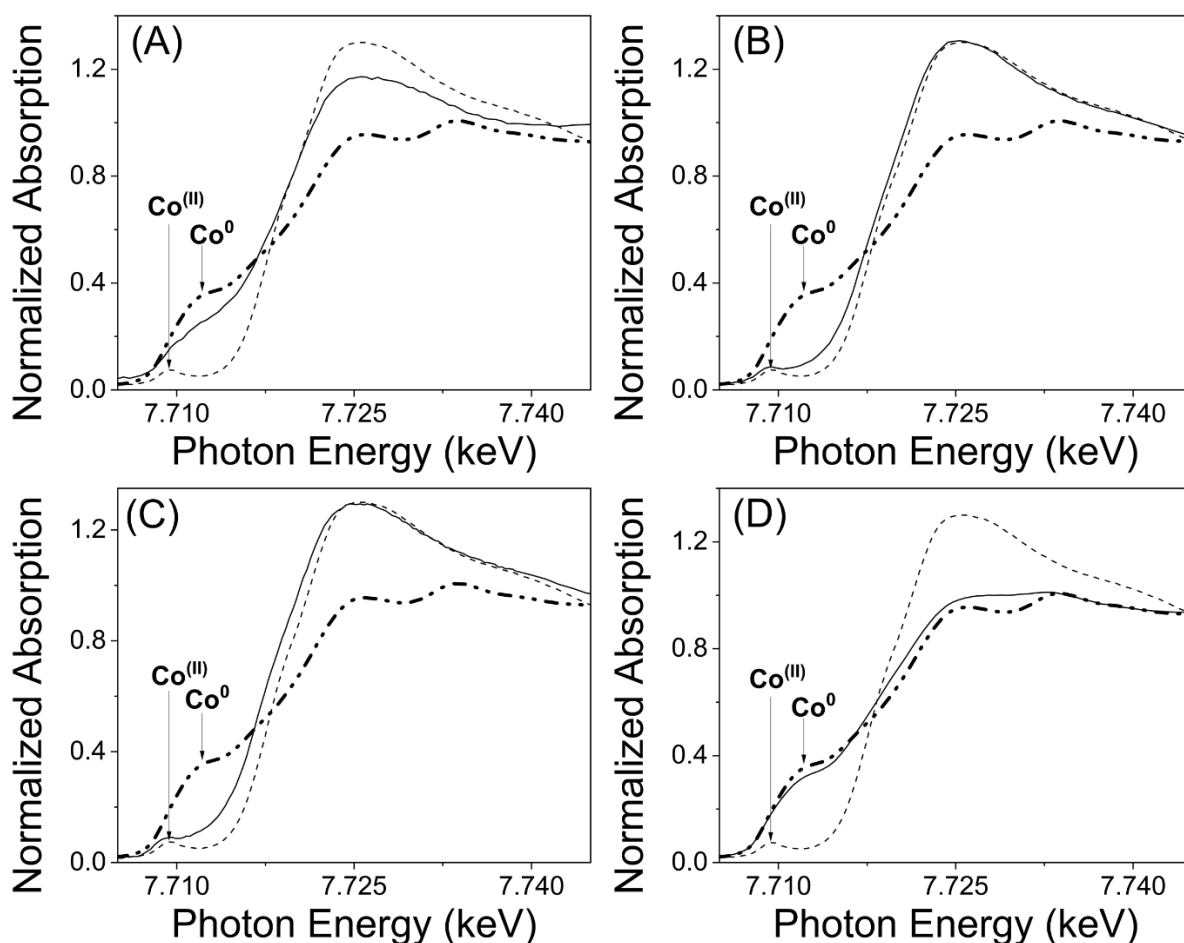 (A)
Normalized Absorption
1.2
0.8
0.4
0.0
Co(II)
Co0
7.710
7.725
7.740
Photon Energy (keV)
(B)
Normalized Absorption
1.2
0.8
0.4
0.0
Co(II)
Co0
7.710
7.725
7.740
Photon Energy (keV)
(C)
Normalized Absorption
1.2
0.8
0.4
0.0
Co(II)
Co0
7.710
7.725
7.740
Photon Energy (keV)
(D)
Normalized Absorption
1.2
0.8
0.4
0.0
Co(II)
Co0
7.710
7.725
7.740
Photon Energy (keV)